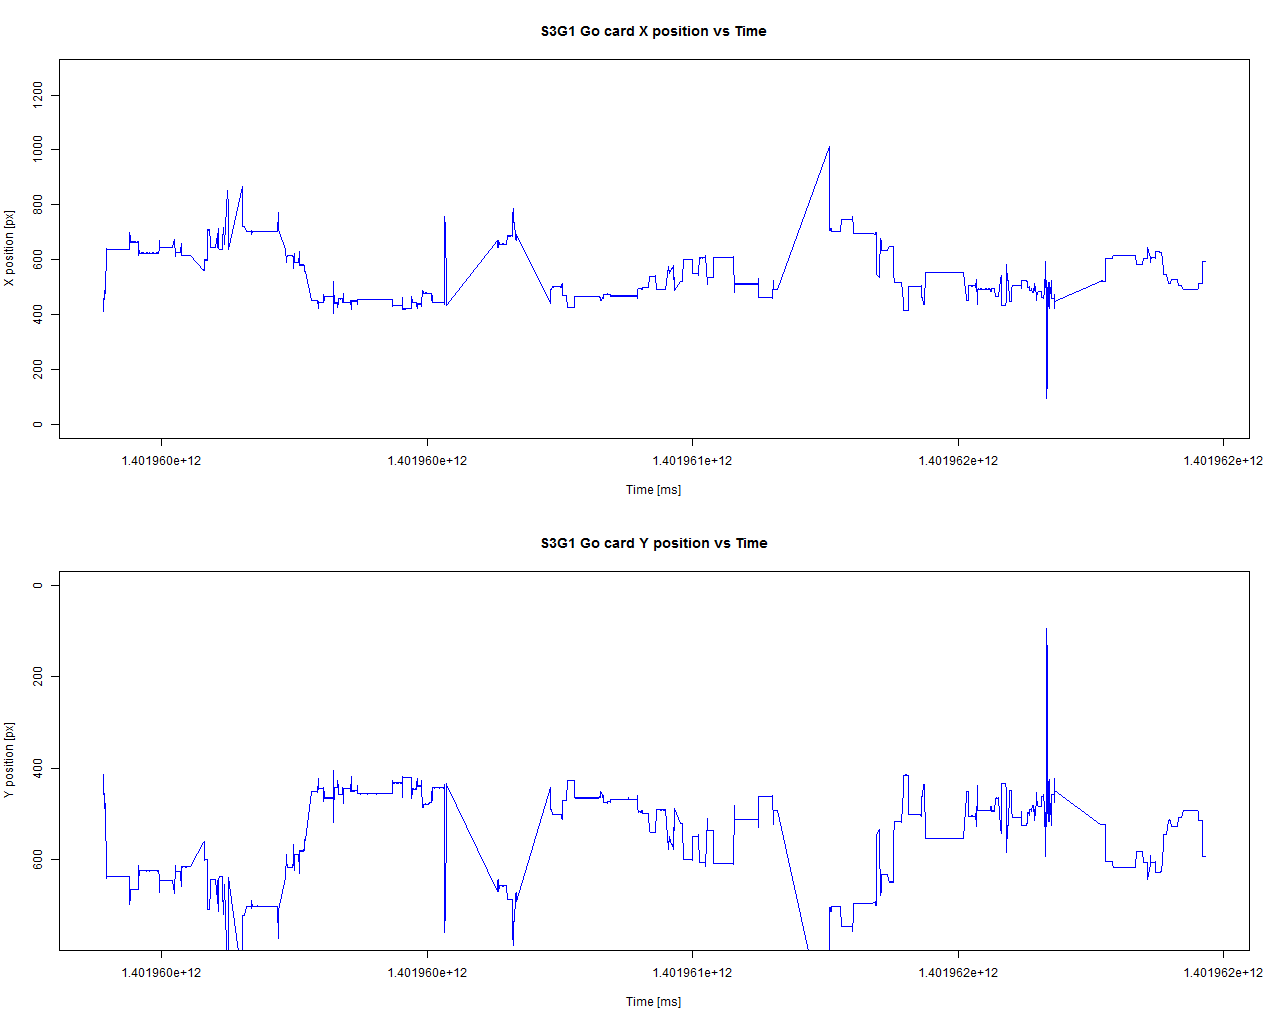 S3G1 Go card X position vs Time
X position [px]
1200
1000
800
600
400
200
0
1.401960e+12 1.401960e+12 1.401961e+12 1.401962e+12 1.401962e+12
Time [ms]
S3G1 Go card Y position vs Time
Y position [px]
0
200
400
600
1.401960e+12 1.401960e+12 1.401961e+12 1.401962e+12 1.401962e+12
Time [ms]